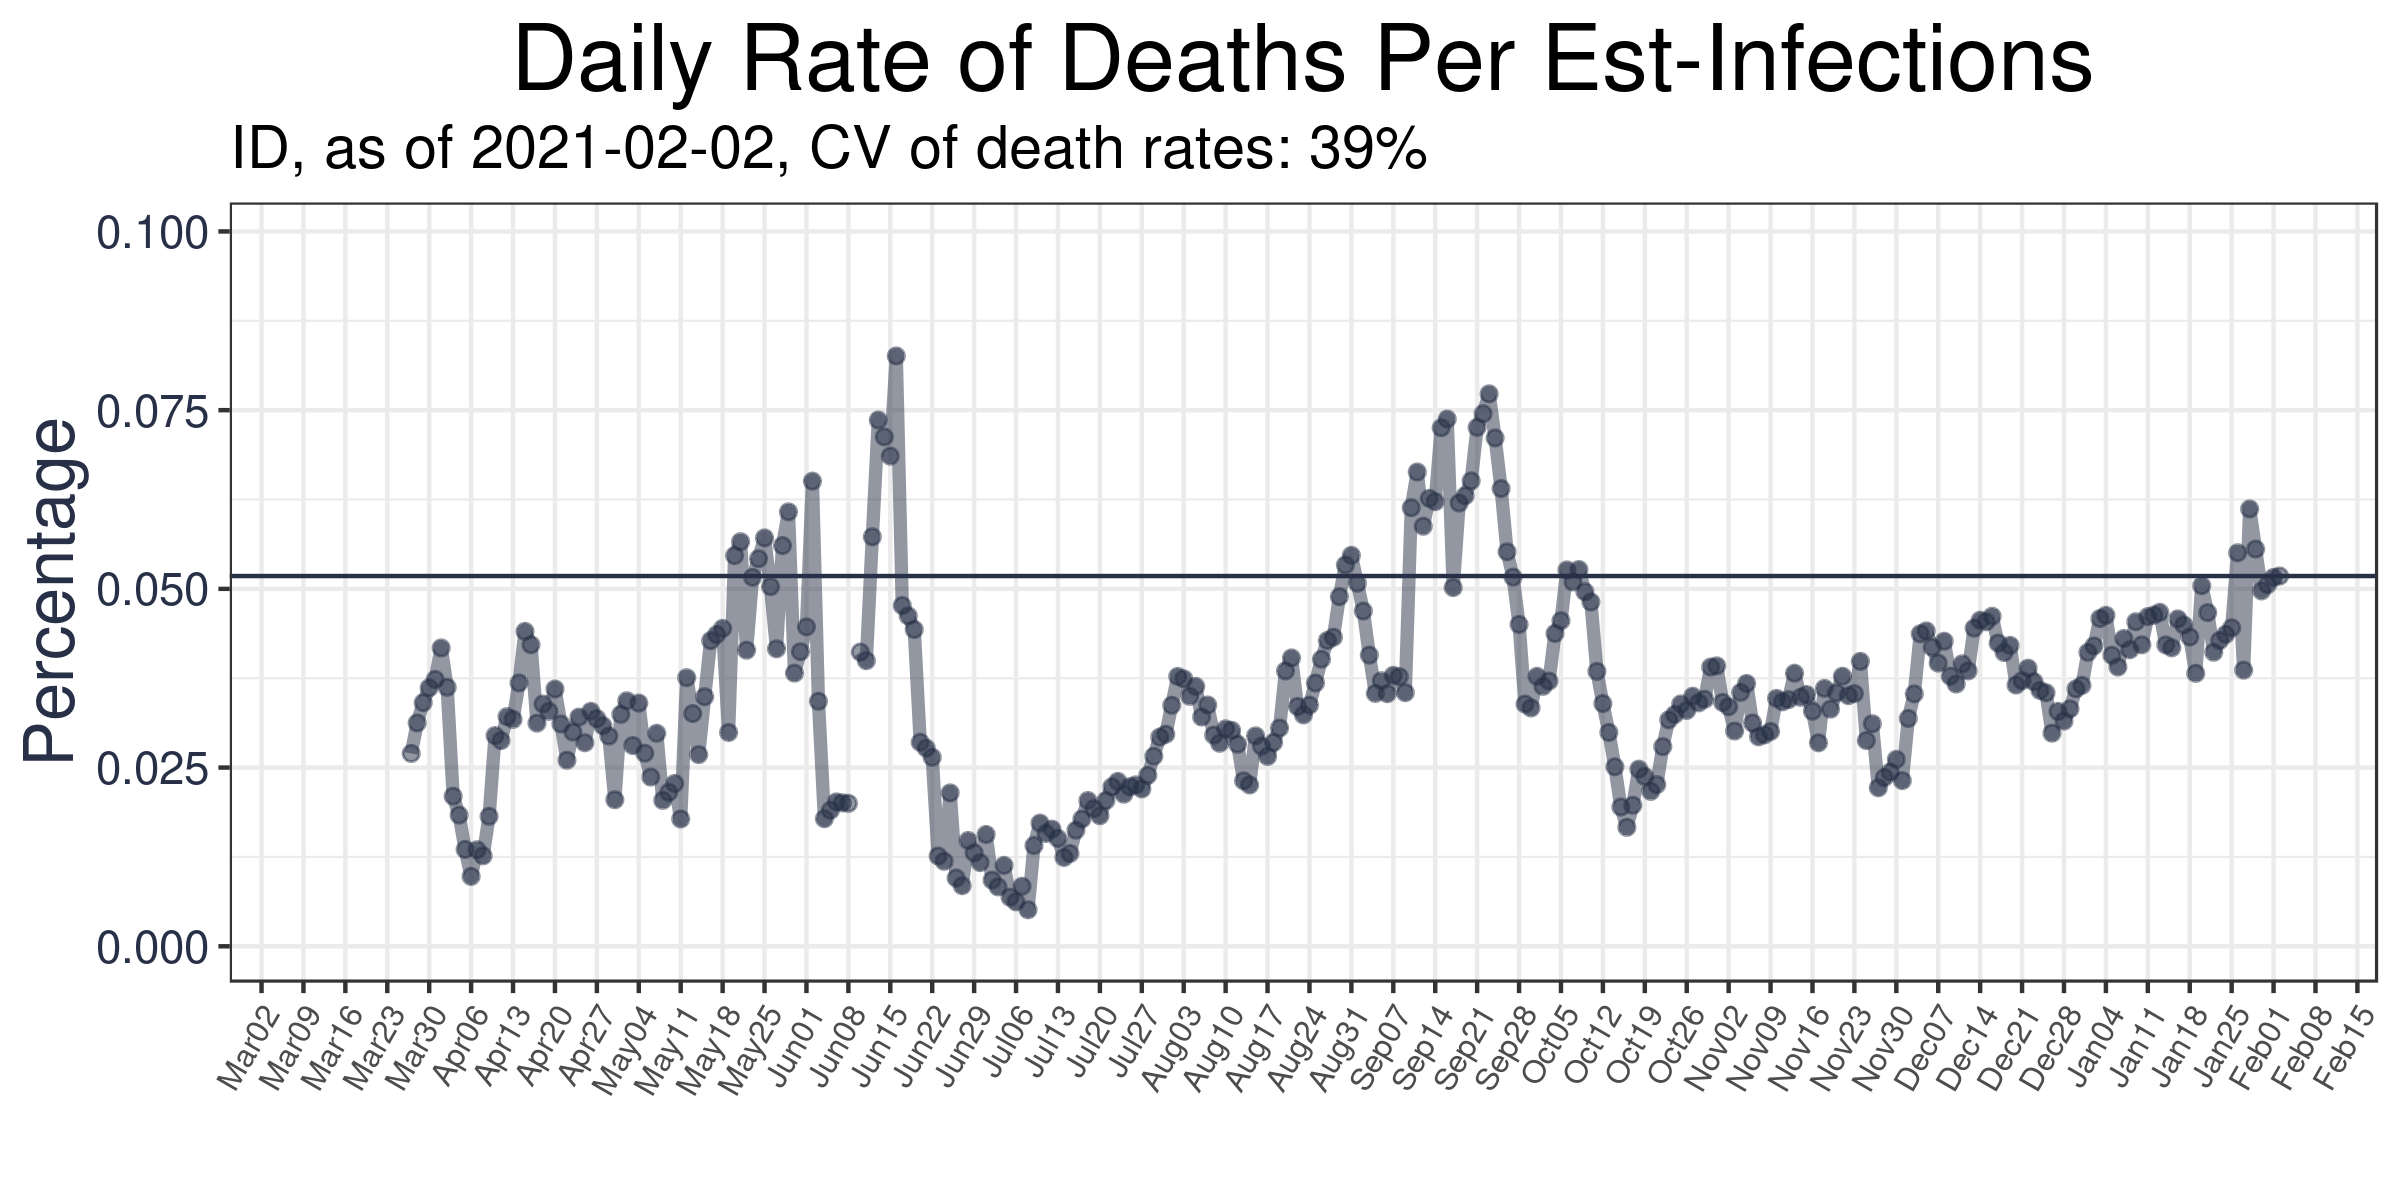 Daily Rate of Deaths Per Est-Infections
ID, as of 2021-02-02, CV of death rates: 39%
Percentage
0.100
0.075
0.050
0.025
0.000
Mar02 Mar09 Mar16 Mar23 Mar30 Apr06 Apr13 Apr20 Apr27 May04 May11 May18 May25 Jun01 Jun08 Jun15 Jun22 Jun29 Jul06 Jul13 Jul20 Jul27 Aug03 Aug10 Aug17 Aug24 Aug31 Sep07 Sep14 Sep21 Sep28 Oct05 Oct12 Oct19 Oct26 Nov02 Nov09 Nov16 Nov23 Nov30 Dec07 Dec14 Dec21 Dec28 Jan04 Jan11 Jan18 Jan25 Feb01 Feb08 Feb15